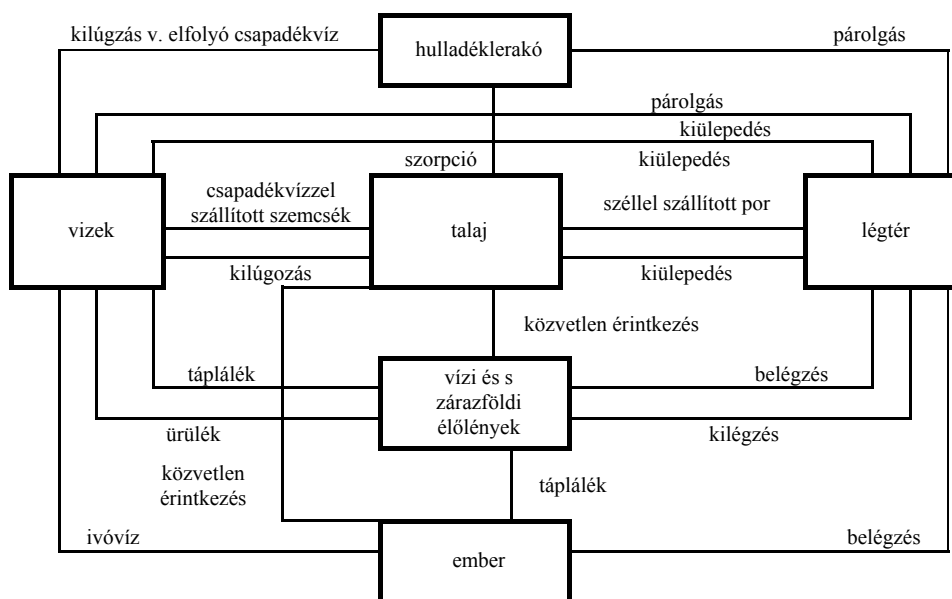 kilúgzás v. elfolyó csapadékvíz
hulladéklerakó
párolgás
párolgás
kiülepedés
szorpció
kiülepedés
vizek
csapadékvízzel
szállított szemcsék
talaj
széllel szállított por
légtér
kilúgozás
kiülepedés
közvetlen érintkezés
táplálék
vízi és s
zárazföldi
élőlények
belégzés
ürülék
kilégzés
közvetlen
érintkezés
táplálék
ivóvíz
ember
belégzés